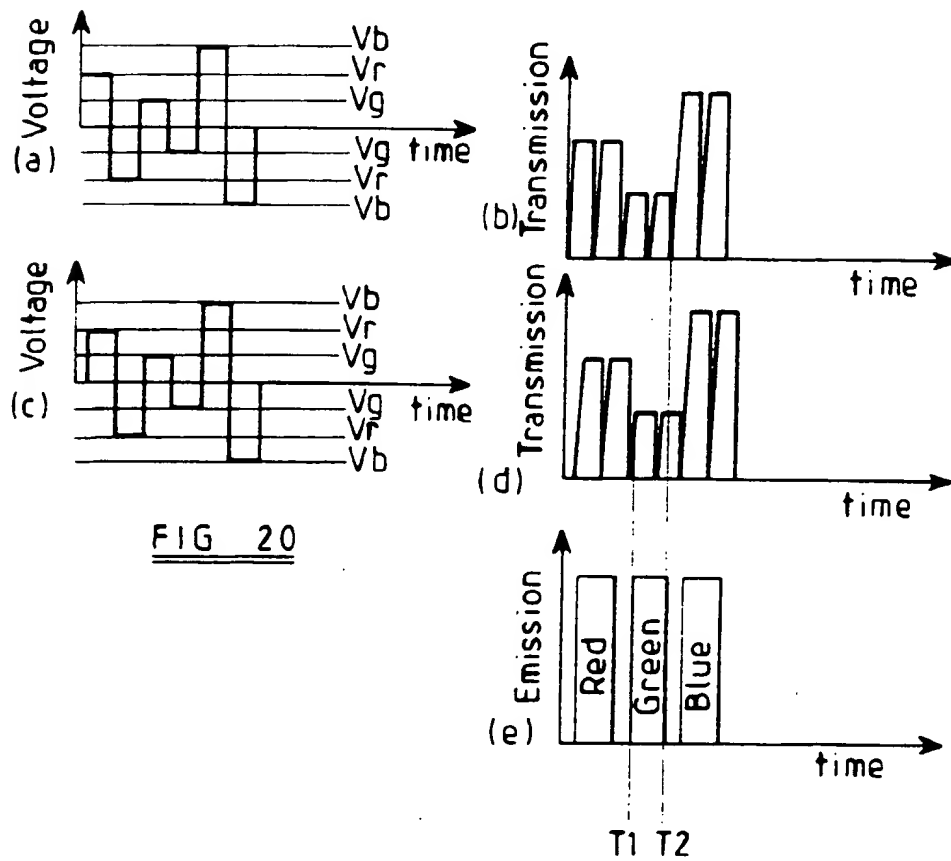 Voltage
Vb
Vr
Vg
time
Vg
Vr
Vb
(a)
Transmission
(b)
time
Voltage
Vb
Vr
Vg
time
Vg
Vr
Vb
(c)
Transmission
(d)
time
FIG 20
Emission
Red
Green
Blue
(e)
time
T1 T2